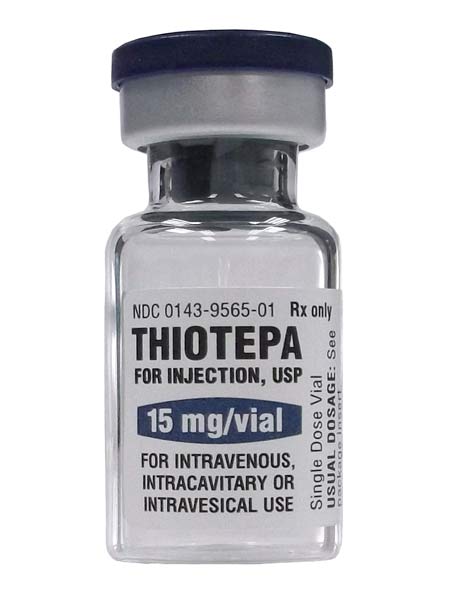 NDC 0143-9565-01 Rx only
THIOTEPA
FOR INJECTION, USP
15 mg/vial
FOR INTRAVENOUS,
INTRACAVITARY OR
INTRAVESICAL USE
Single Dose Vial
USUAL DOSAGE: See
package insert